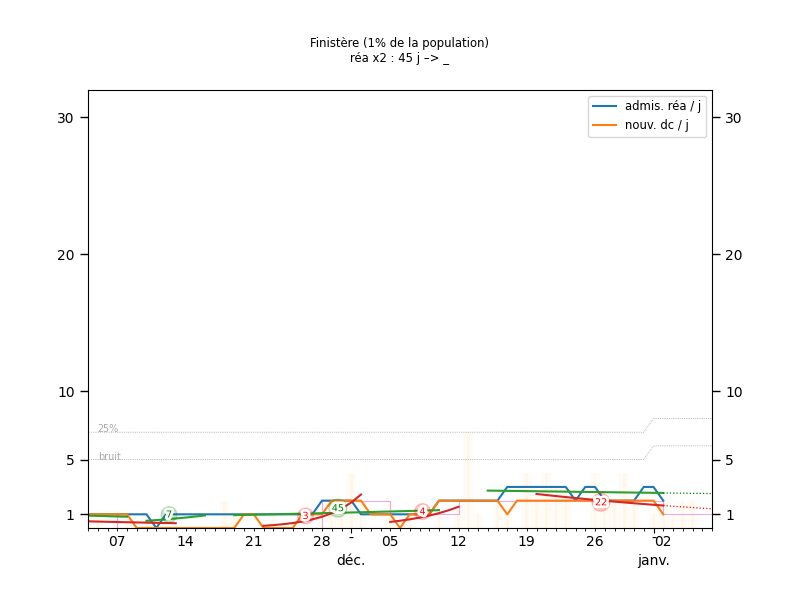 Finistère (1% de la population)
réa x2 : 45 j –> _
admis. réa / j
nouv. dc / j
30 30
20 20
10 10
25%
bruit
5 5
1 1
7 3 45 4 22
07 14 21 28 - 05 12 19 26 - 02
déc. janv.